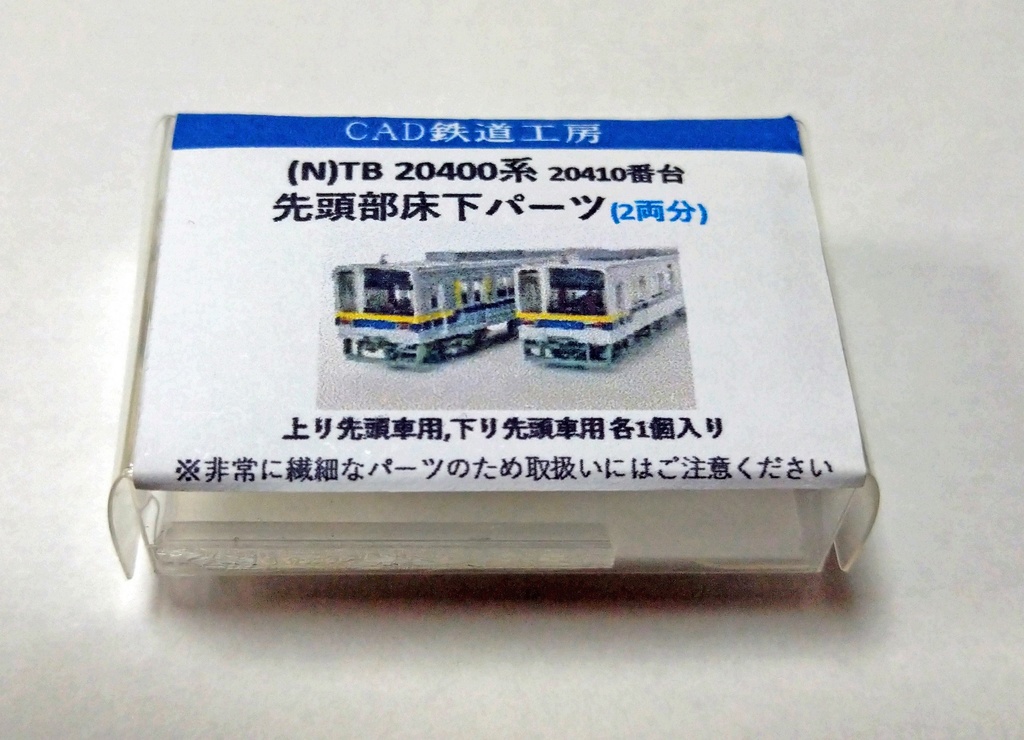 CAD鉄道工房
(N)TB 20400系 20410番台
先頭部床下パーツ(2両分)
上り先頭車用,下り先頭車用各1個入り
※非常に繊細なパーツのため取扱いにはご注意ください